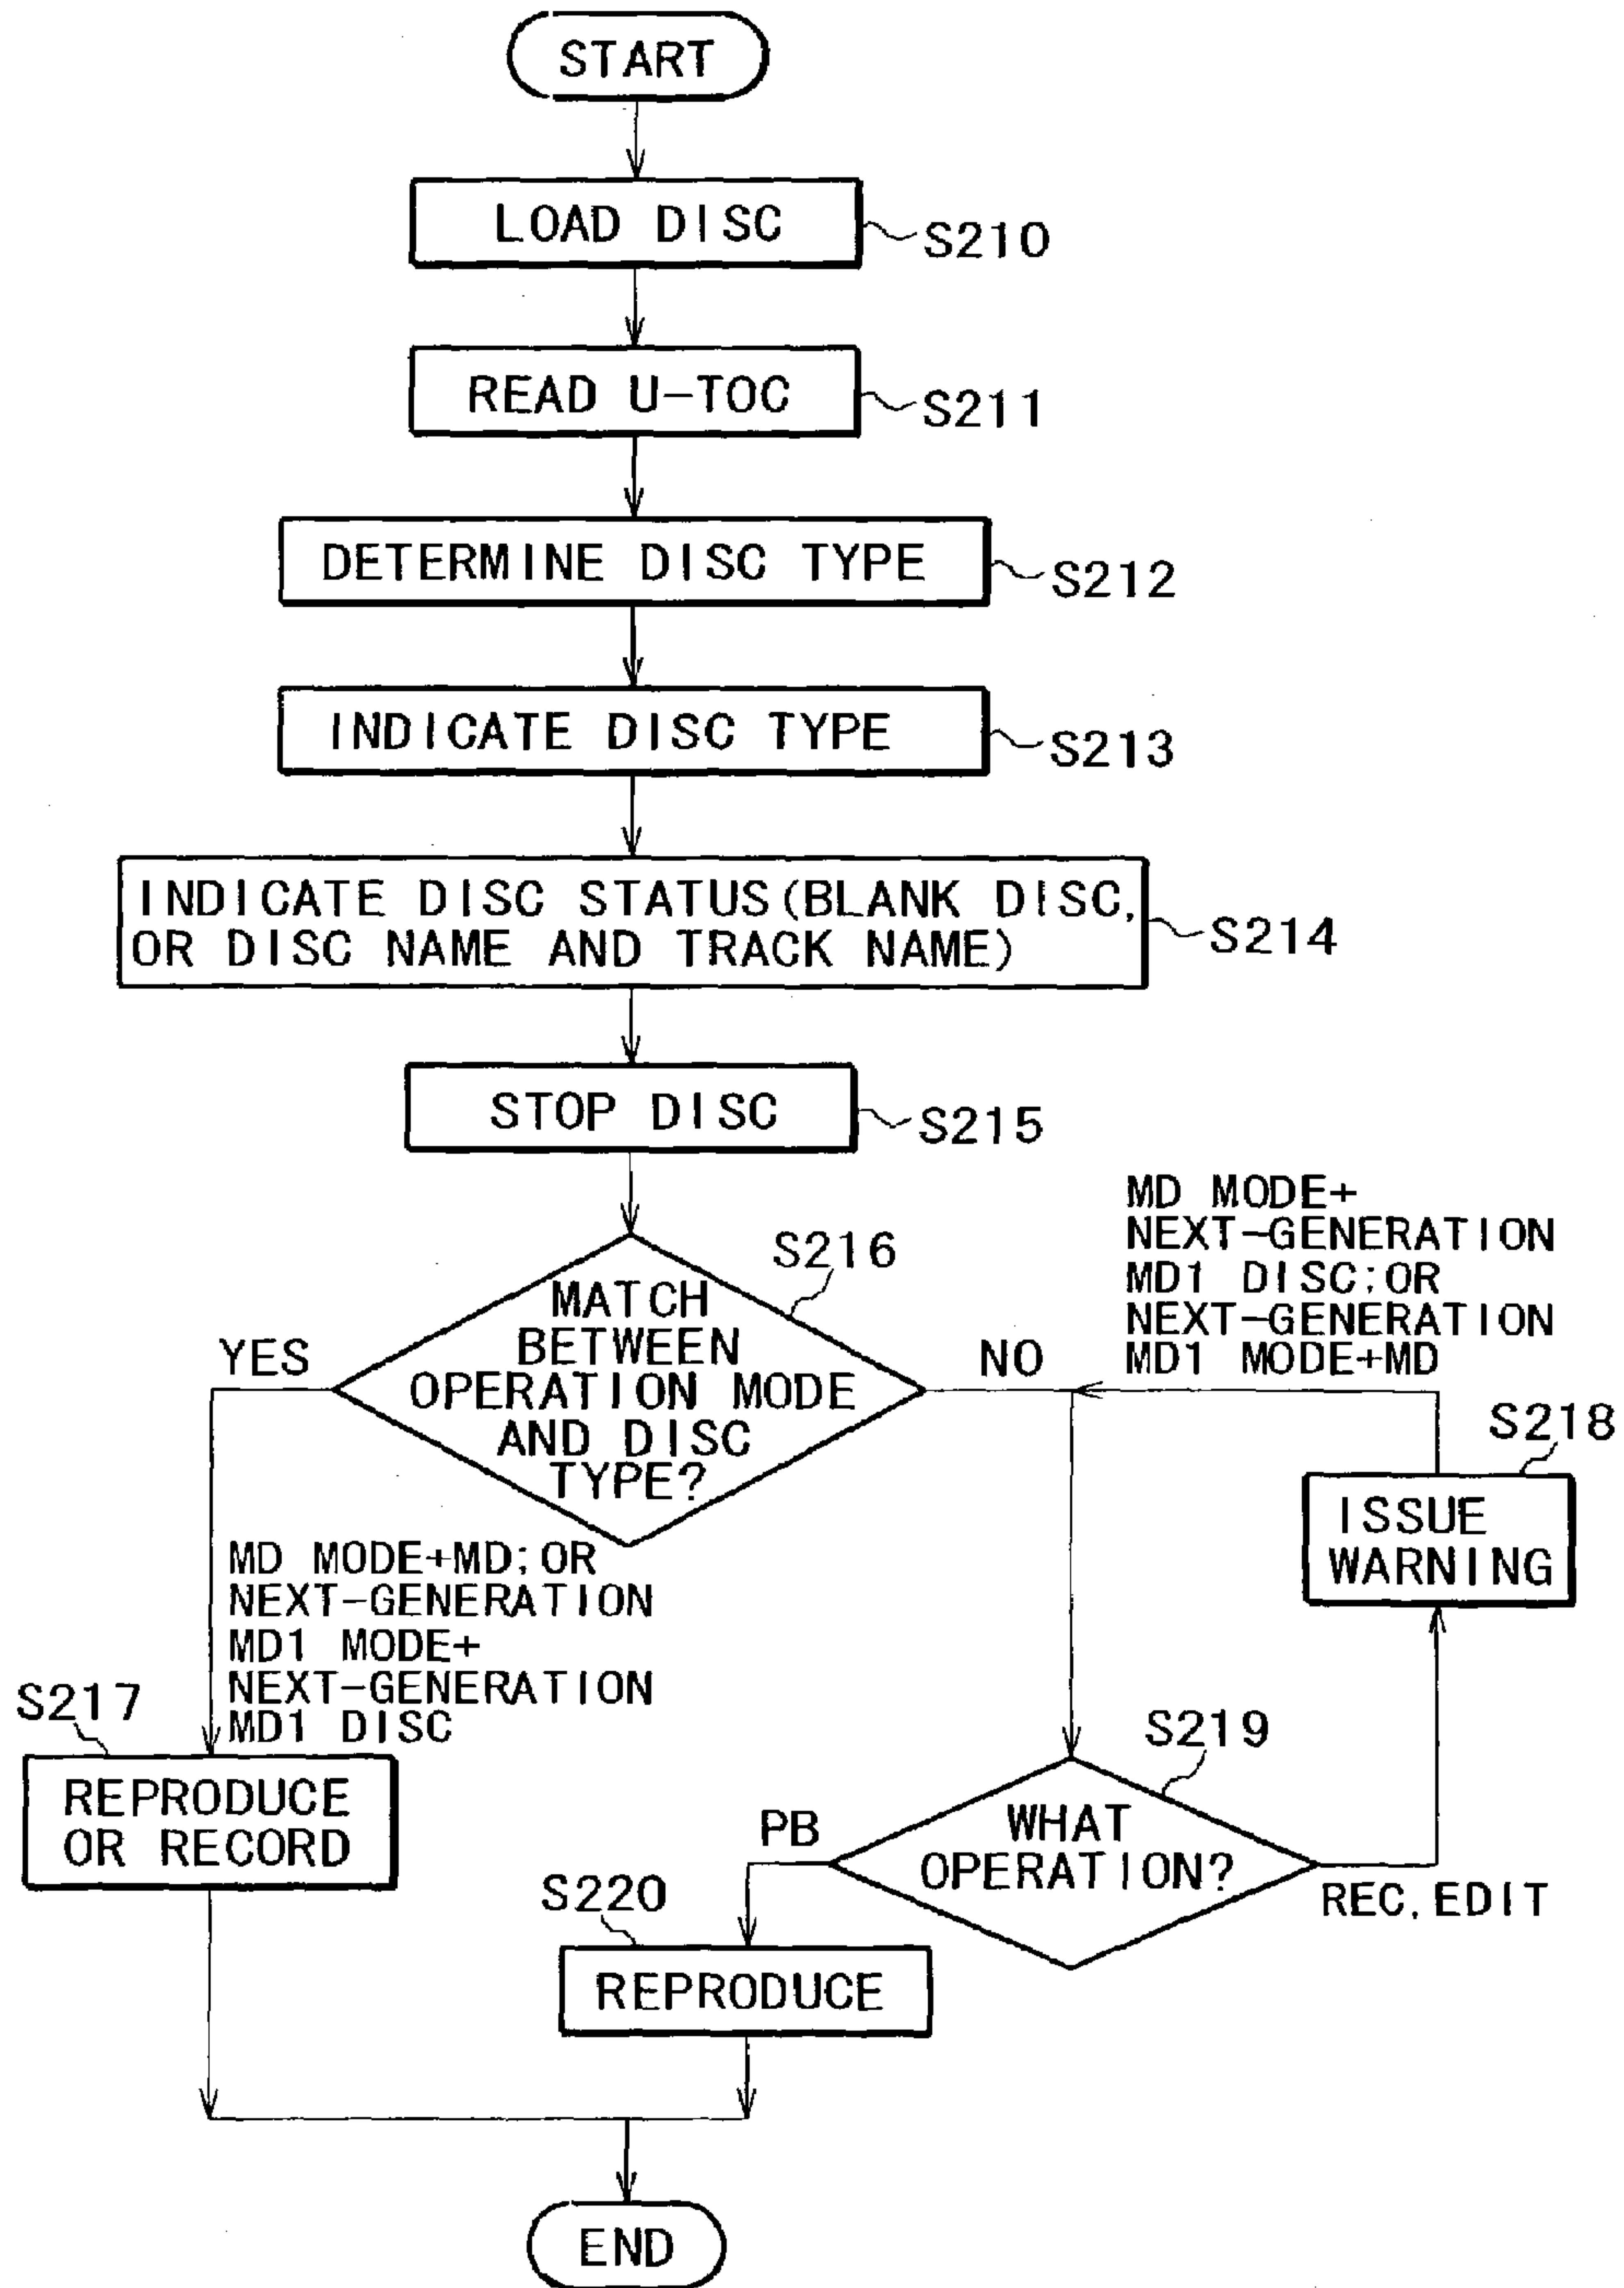 START
LOAD DISC
S210
READ U-TOC
S211
DETERMINE DISC TYPE
S212
INDICATE DISC TYPE
S213
INDICATE DISC STATUS(BLANK DISC,
OR DISC NAME AND TRACK NAME)
S214
STOP DISC
S215
MD MODE+
NEXT-GENERATION
MD1 DISC;OR
NEXT-GENERATION
MD1 MODE+MD
S216
MATCH
BETWEEN
OPERATION MODE
AND DISC
TYPE?
YES
NO
S218
ISSUE
WARNING
MD MODE+MD;OR
NEXT-GENERATION
MD1 MODE+
NEXT-GENERATION
MD1 DISC
S217
REPRODUCE
OR RECORD
S219
WHAT
OPERATION?
PB
REC,EDIT
S220
REPRODUCE
END